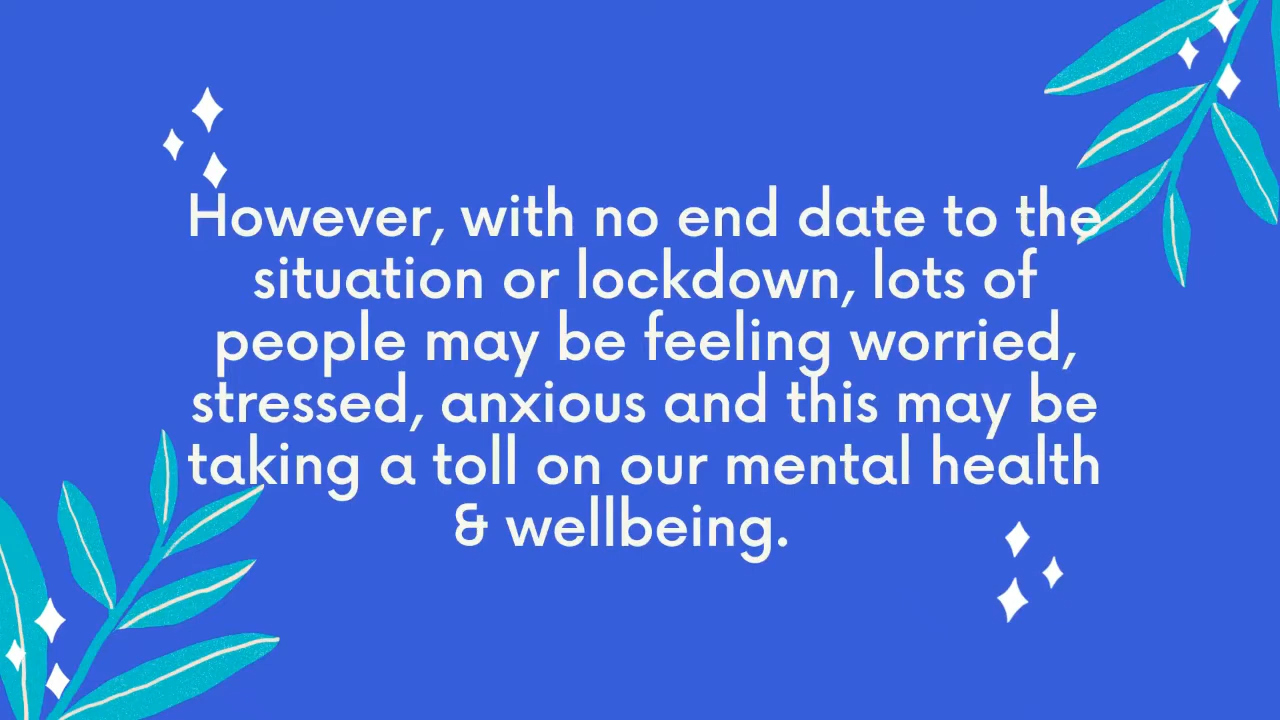 However, with no end date to the
situation or lockdown, lots of
people may be feeling worried,
stressed, anxious and this may be
taking a toll on our mental health
& wellbeing.